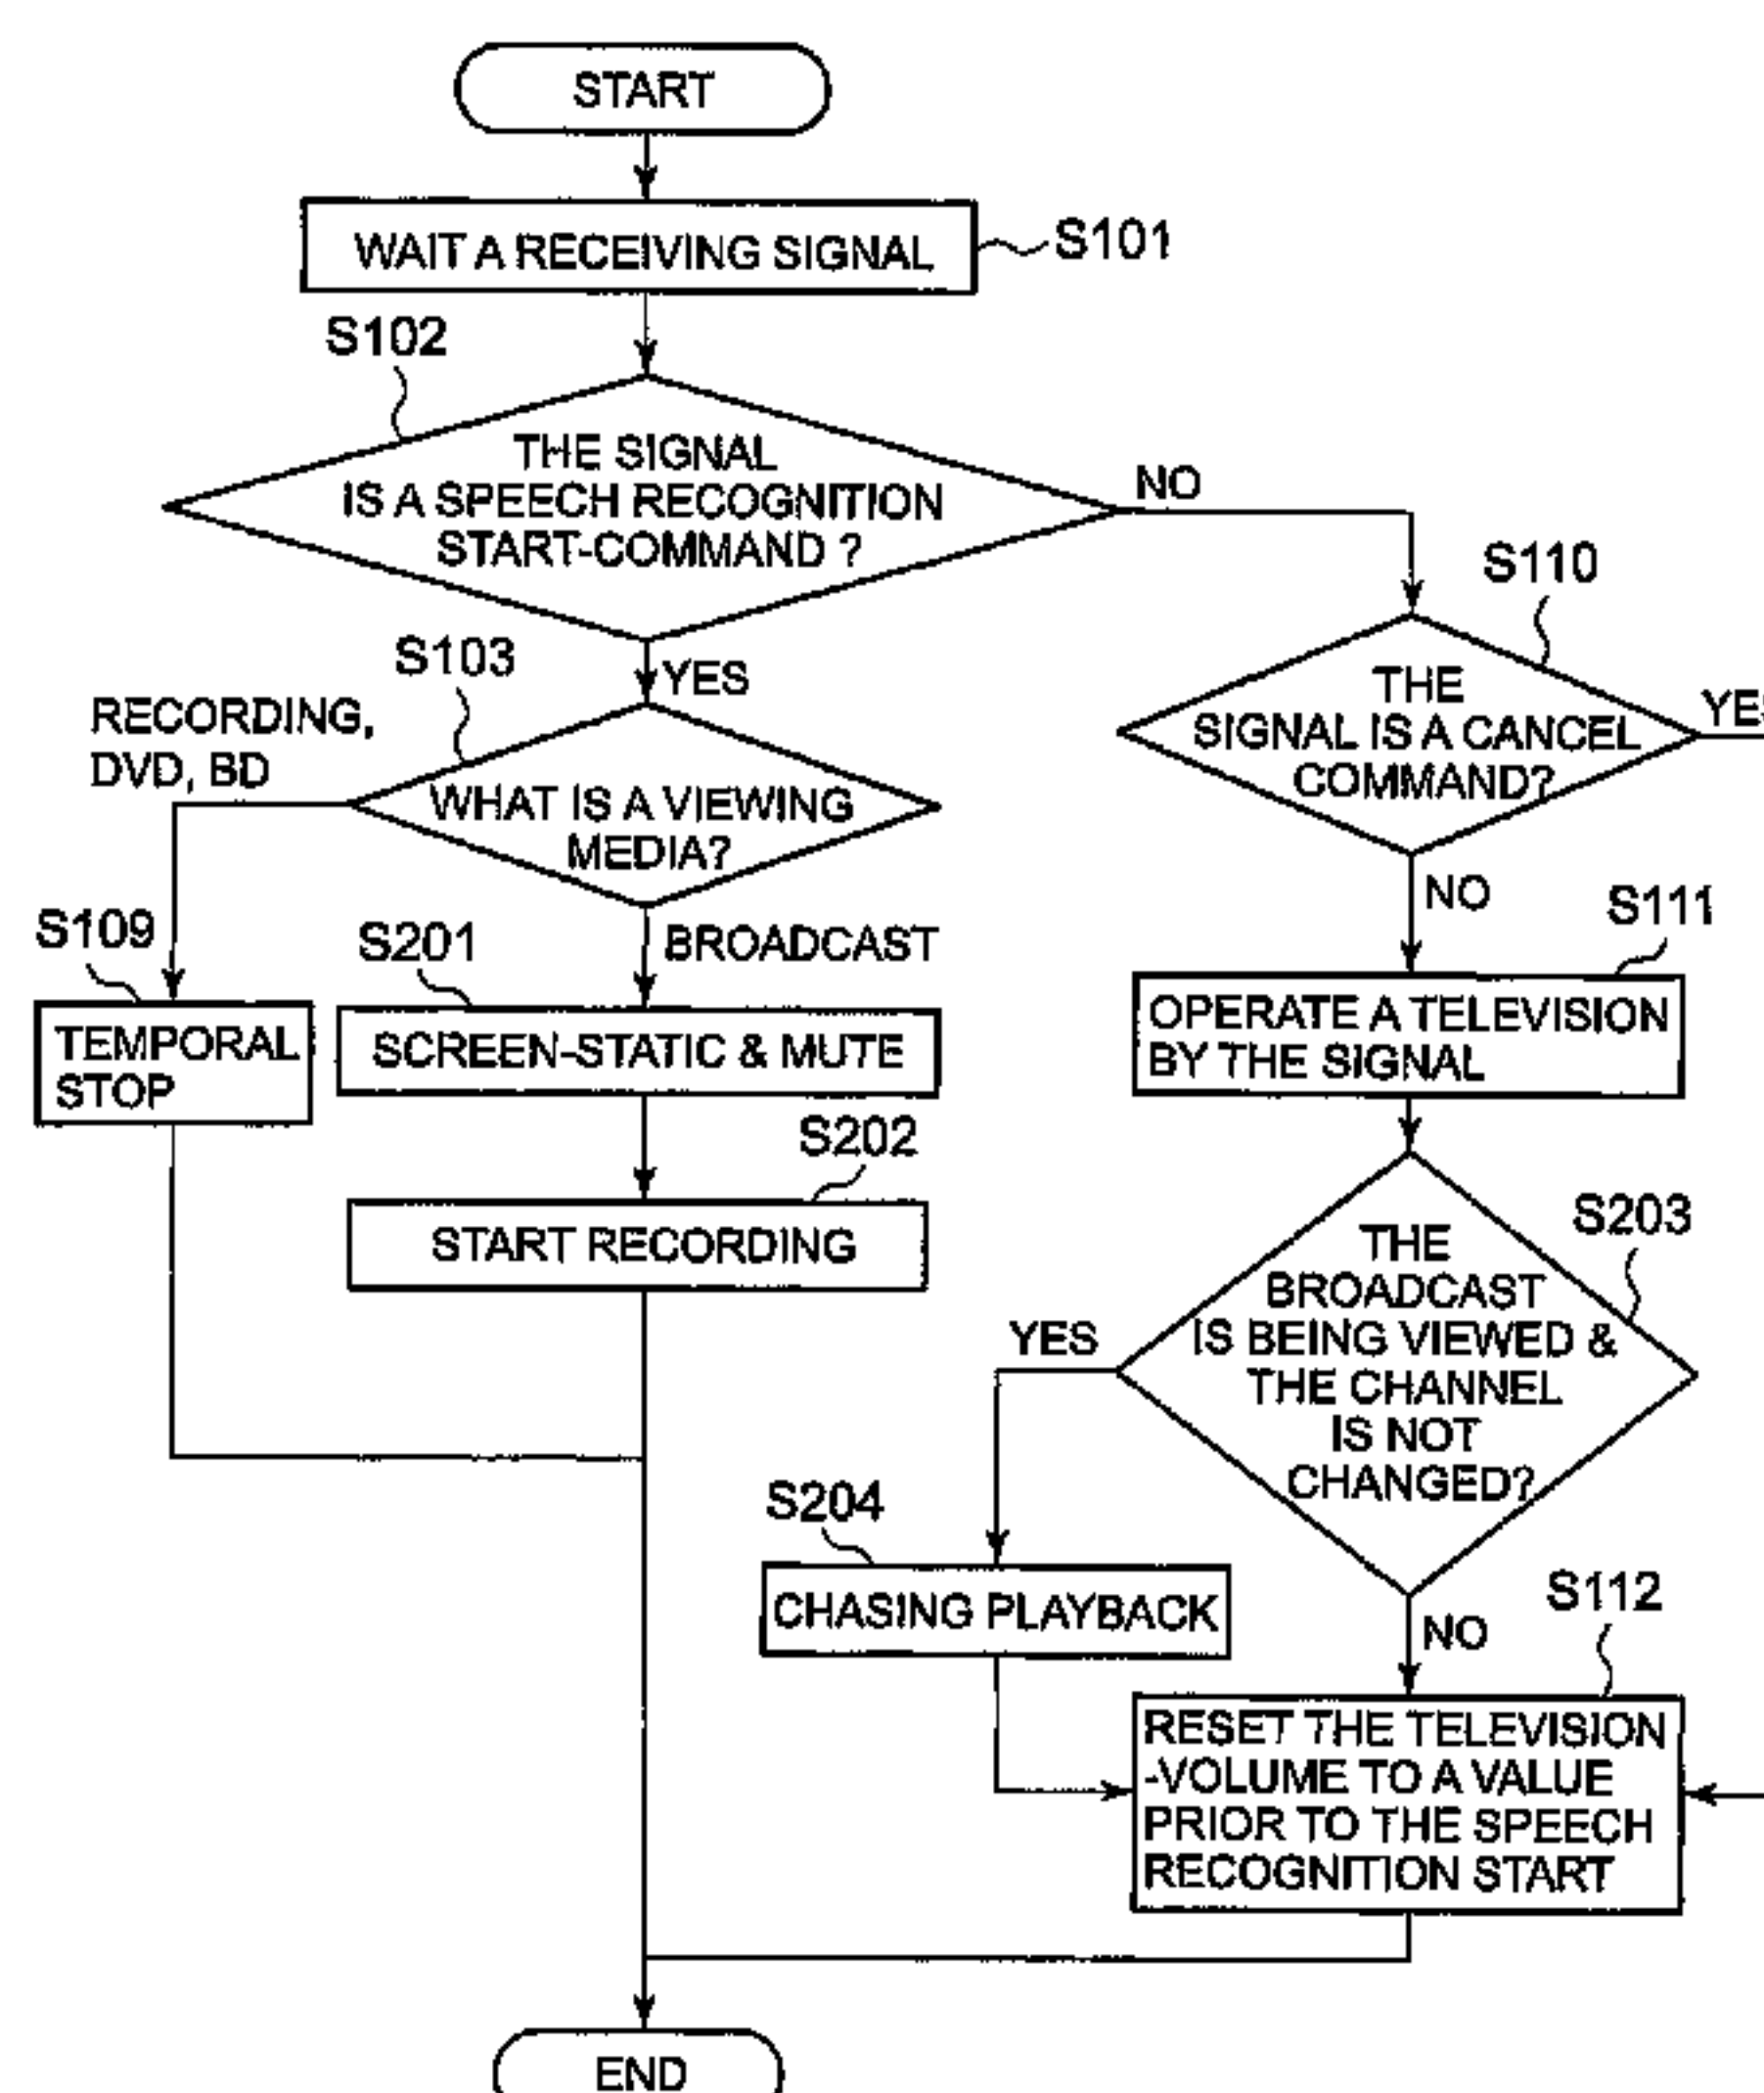 START
WAIT A RECEIVING SIGNAL
S101
S102
THE SIGNAL
IS A SPEECH RECOGNITION
START-COMMAND ?
NO
S110
THE
SIGNAL IS A CANCEL
COMMAND?
YES
S103
YES
RECORDING,
DVD, BD
WHAT IS A VIEWING
MEDIA?
NO
S111
S109
S201
BROADCAST
TEMPORAL
STOP
SCREEN-STATIC & MUTE
OPERATE A TELEVISION
BY THE SIGNAL
S202
START RECORDING
S203
THE
BROADCAST
IS BEING VIEWED &
THE CHANNEL
IS NOT
CHANGED?
YES
S204
CHASING PLAYBACK
NO
S112
RESET THE TELEVISION
-VOLUME TO A VALUE
PRIOR TO THE SPEECH
RECOGNITION START
END